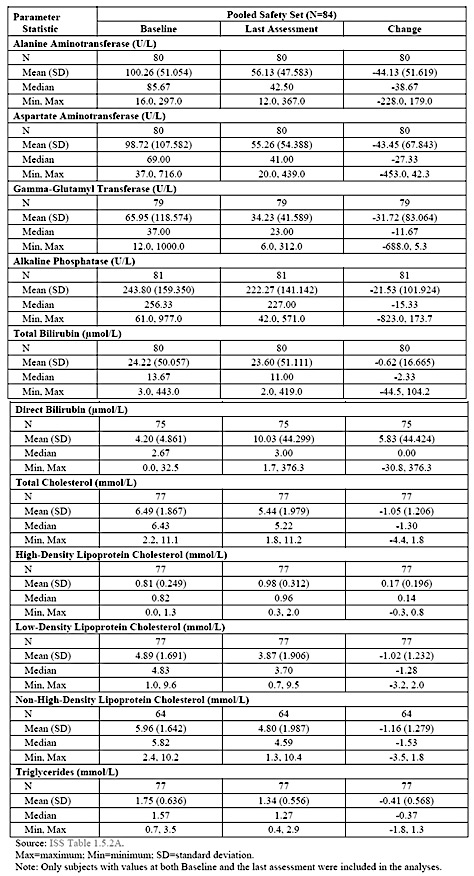 Parameter Pooled Safety Set (N=84)
Statistic Baseline Last Assessment Change
Alanine Aminotransferase (U/L)
N 80 80 80
Mean (SD) 100.26 (51.054) 56.13 (47.583) -44.13 (51.619)
Median 85.67 42.50 -38.67
Min, Max 16.0, 297.0 12.0, 367.0 -228.0, 179.0
Aspartate Aminotransferase (U/L)
N 80 80 80
Mean (SD) 98.72 (107.582) 55.26 (54.388) -43.45 (67.843)
Median 69.00 41.00 -27.33
Min, Max 37.0, 716.0 20.0, 439.0 -453.0, 42.3
Gamma-Glutamyl Transferase (U/L)
N 79 79 79
Mean (SD) 65.95 (118.574) 34.23 (41.589) -31.72 (83.064)
Median 37.00 23.00 -11.67
Min, Max 12.0, 1000.0 6.0, 312.0 -688.0, 5.3
Alkaline Phosphatase (U/L)
N 81 81 81
Mean (SD) 243.80 (159.350) 222.27 (141.142) -21.53 (101.924)
Median 256.33 227.00 -15.33
Min, Max 61.0, 977.0 42.0, 571.0 -823.0, 173.7
Total Bilirubin (µmol/L)
N 80 80 80
Mean (SD) 24.22 (50.057) 23.60 (51.111) -0.62 (16.665)
Median 13.67 11.00 -2.33
Min, Max 3.0, 443.0 2.0, 419.0 -44.5, 104.2
Direct Bilirubin (µmol/L)
N 75 75 75
Mean (SD) 4.20 (4.861) 10.03 (44.299) 5.83 (44.424)
Median 2.67 3.00 0.00
Min, Max 0.0, 32.5 1.7, 376.3 -30.8, 376.3
Total Cholesterol (mmol/L)
N 77 77 77
Mean (SD) 6.49 (1.867) 5.44 (1.979) -1.05 (1.206)
Median 6.43 5.22 -1.30
Min, Max 2.2, 11.1 1.8, 11.2 -4.4, 1.8
High-Density Lipoprotein Cholesterol (mmol/L)
N 77 77 77
Mean (SD) 0.81 (0.249) 0.98 (0.312) 0.17 (0.196)
Median 0.82 0.96 0.14
Min, Max 0.0, 1.3 0.3, 2.0 -0.3, 0.8
Low-Density Lipoprotein Cholesterol (mmol/L)
N 77 77 77
Mean (SD) 4.89 (1.691) 3.87 (1.906) -1.02 (1.232)
Median 4.83 3.70 -1.28
Min, Max 1.0, 9.6 0.7, 9.5 -3.2, 2.0
Non-High-Density Lipoprotein Cholesterol (mmol/L)
N 64 64 64
Mean (SD) 5.96 (1.642) 4.80 (1.987) -1.16 (1.279)
Median 5.82 4.59 -1.53
Min, Max 2.4, 10.2 1.3, 10.4 -3.5, 1.8
Triglycerides (mmol/L)
N 77 77 77
Mean (SD) 1.75 (0.636) 1.34 (0.556) -0.41 (0.568)
Median 1.57 1.27 -0.37
Min, Max 0.7, 3.5 0.4, 2.9 -1.8, 1.3
Source: ISS Table 1.5.2A.
Max=maximum; Min=minimum; SD=standard deviation.
Note: Only subjects with values at both Baseline and the last assessment were included in the analyses.